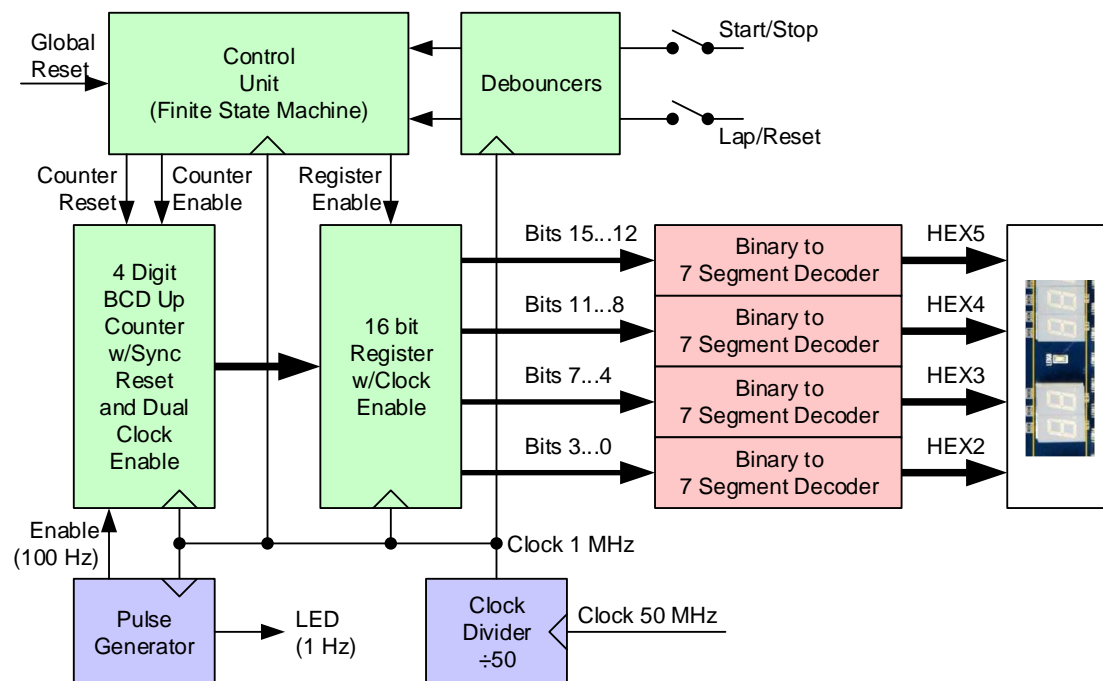 Global
Reset
Control
Unit
(Finite State Machine)
Debouncers
Start/Stop
Lap/Reset
Counter
Reset
Counter
Enable
Register
Enable
4 Digit
BCD Up
Counter
w/Sync
Reset
and Dual
Clock
Enable
16 bit
Register
w/Clock
Enable
Bits 15...12
Bits 11...8
Bits 7...4
Bits 3...0
Binary to
7 Segment Decoder
Binary to
7 Segment Decoder
Binary to
7 Segment Decoder
Binary to
7 Segment Decoder
HEX5
HEX4
HEX3
HEX2
Enable
(100 Hz)
Clock 1 MHz
Pulse
Generator
LED
(1 Hz)
Clock
Divider
÷50
Clock 50 MHz